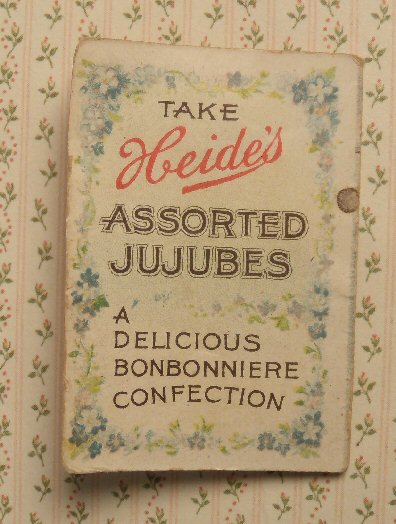 TAKE
Heide's
ASSORTED
JUJUBES
A
DELICIOUS
BONBONNIERE
CONFECTION